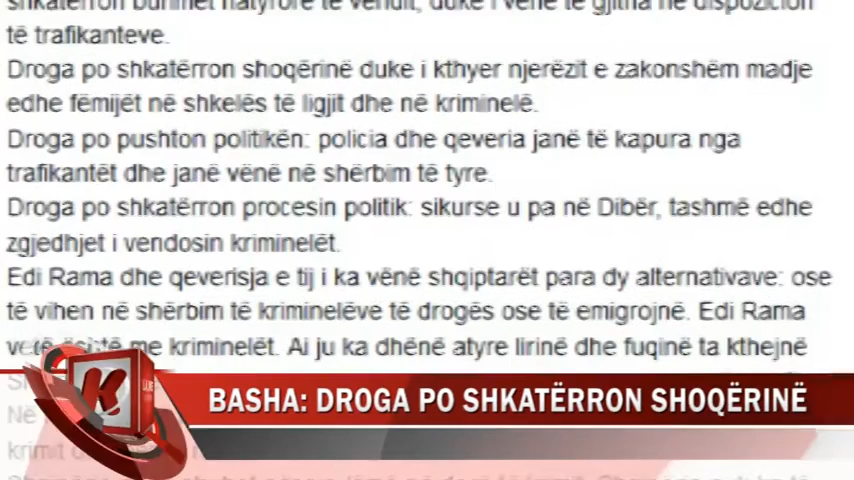 shkatërron burimet natyrore të vendit, duke i vënë të gjitha në dispozicion
të trafikantëve.
Droga po shkatërron shoqërinë duke i kthyer njerëzit e zakonshëm madje
edhe fëmijët në shkelës të ligjit dhe në kriminelë.
Droga po pushton politikën: policia dhe qeveria janë të kapura nga
trafikantët dhe janë vënë në shërbim të tyre.
Droga po shkatërron procesin politik: sikurse u pa në Dibër, tashmë edhe
zgjedhjet i vendosin kriminelët.
Edi Rama dhe qeverisja e tij i ka vënë shqiptarët para dy alternativave: ose
të vihen në shërbim të kriminelëve të drogës ose të emigrojnë. Edi Rama
vetë është me kriminelët. Ai ju ka dhënë atyre lirinë dhe fuqinë ta kthejnë
Në
krimit
K
BASHA: DROGA PO SHKATËRRON SHOQËRINË